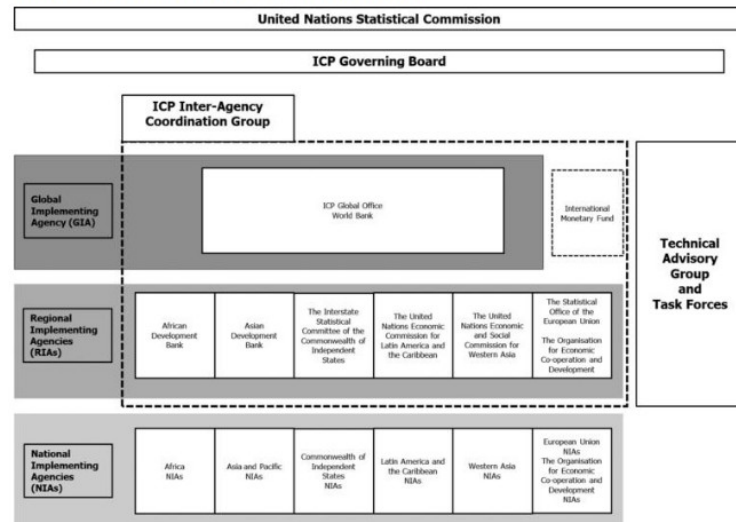 United Nations Statistical Commission
ICP Governing Board
ICP Inter-Agency
Coordination Group
Global
Implementing
Agency (GIA)
ICP Global Office
World Bank
International
Monetary Fund
Technical
Advisory
Group
and
Task Forces
Regional
Implementing
Agencies
(RIAs)
African
Development
Bank
Asian
Development
Bank
The Interstate
Statistical
Committee of the
Commonwealth of
Independent
States
The United
Nations Economic
Commission for
Latin America and
the Caribbean
The United
Nations Economic
and Social
Commission for
Western Asia
The Statistical
Office of the
European Union
The Organisation
for Economic
Co-operation and
Development
National
Implementing
Agencies
(NIAs)
Africa
NIAs
Asia and Pacific
NIAs
Commonwealth of
Independent
States
NIAs
Latin America and
the Caribbean
NIAs
Western Asia
NIAs
European Union
NIAs
The Organisation
for Economic
Co-operation and
Development
NIAs